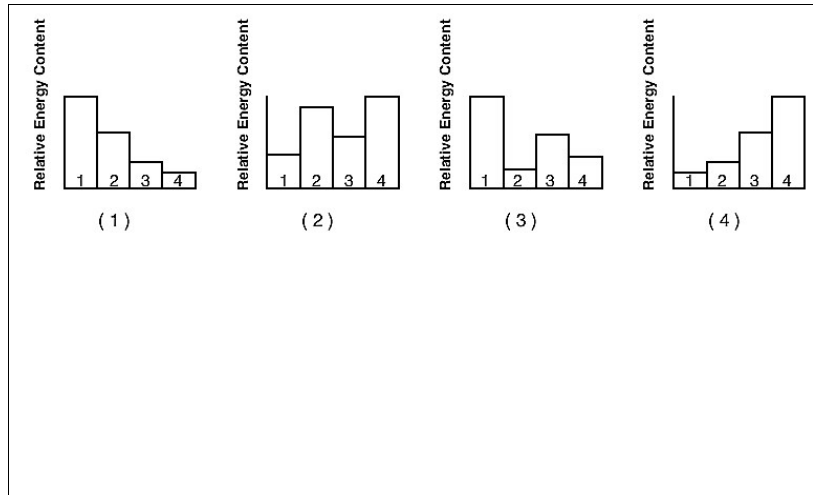 Relative Energy Content
1 2 3 4
( 1 )
Relative Energy Content
1 2 3 4
( 2 )
Relative Energy Content
1 2 3 4
( 3 )
Relative Energy Content
1 2 3 4
( 4 )